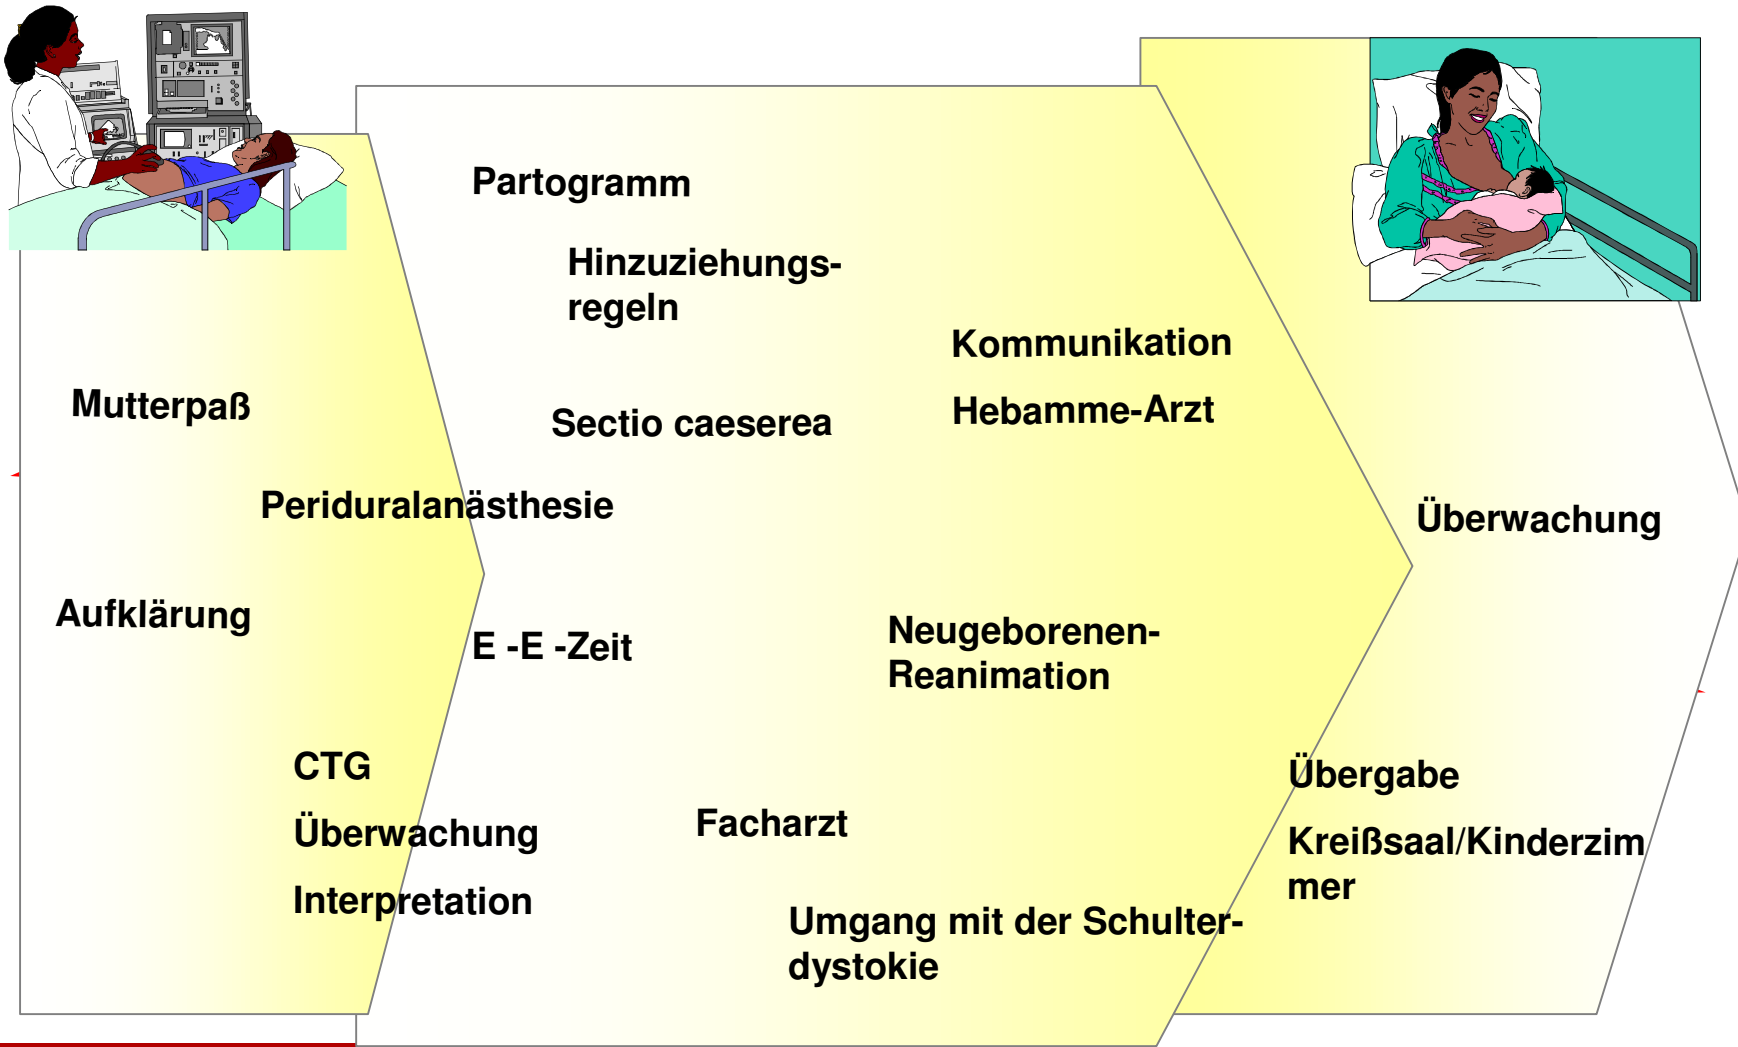 Mutterpaß
Aufklärung
Periduralanästhesie
CTG
Überwachung
Interpretation
Partogramm
Hinzuziehungs-
regeln
Sectio caeserea
E -E -Zeit
Facharzt
Kommunikation
Hebamme-Arzt
Neugeborenen-
Reanimation
Umgang mit der Schulter-
dystokie
Überwachung
Übergabe
Kreißsaal/Kinderzim
mer